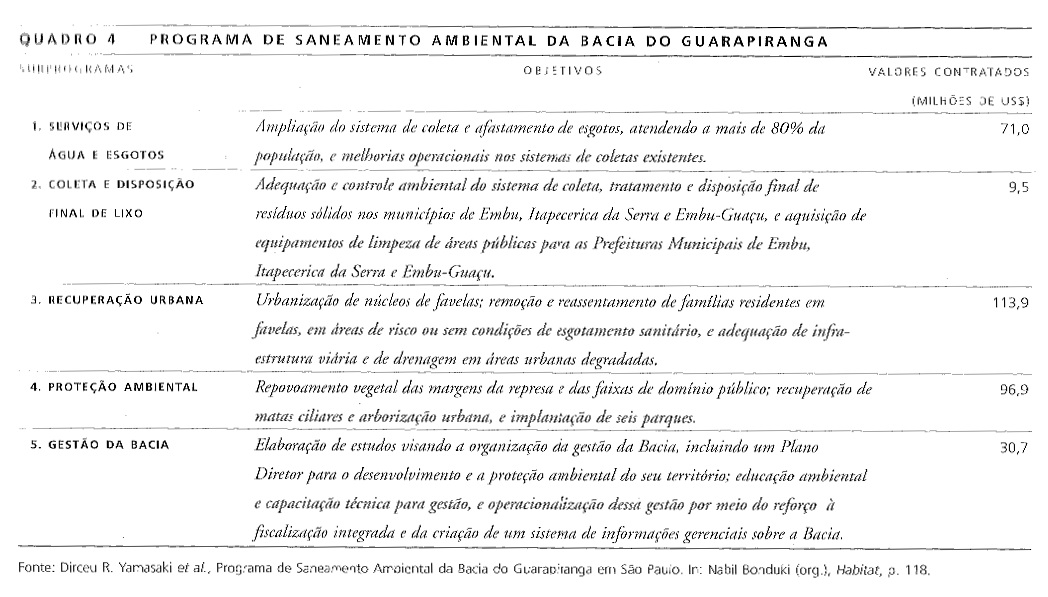 QUADRO 4 PROGRAMA DE SANEAMENTO AMBIENTAL DA BACIA DO GUARAPIRANGA
SUBPROGRAMAS OBJETIVOS VALORES CONTRATADOS
(MILHÕES DE US$)
1. SERVIÇOS DE Ampliação do sistema de coleta e afastamento de esgotos, atendendo a mais de 80% da 71,0
ÁGUA E ESGOTOS população, e melhorias operacionais nos sistemas de coletas existentes.
2. COLETA E DISPOSIÇÃO Adequação e controle ambiental do sistema de coleta, tratamento e disposição final de 9,5
FINAL DE LIXO resíduos sólidos nos municípios de Embu, Itapecerica da Serra e Embu-Guaçu, e aquisição de
equipamentos de limpeza de áreas públicas para as Prefeituras Municipais de Embu,
Itapecerica da Serra e Embu-Guaçu.
3. RECUPERAÇÃO URBANA Urbanização de núcleos de favelas; remoção e reassentamento de famílias residentes em 113,9
favelas, em áreas de risco ou sem condições de esgotamento sanitário, e adequação de infra-
estrutura viária e de drenagem em áreas urbanas degradadas.
4. PROTEÇÃO AMBIENTAL Repovoamento vegetal das margens da represa e das faixas de domínio público; recuperação de 96,9
matas ciliares e arborização urbana, e implantação de seis parques.
5. GESTÃO DA BACIA Elaboração de estudos visando a organização da gestão da Bacia, incluindo um Plano 30,7
Diretor para o desenvolvimento e a proteção ambiental do seu território; educação ambiental
e capacitação técnica para gestão, e operacionalização dessa gestão por meio do reforço à
fiscalização integrada e da criação de um sistema de informações gerenciais sobre a Bacia.
Fonte: Dirceu R. Yamasaki et al., Programa de Saneamento Ambiental da Bacia do Guarapiranga em São Paulo. In: Nabil Bonduki (org.), Habitat, p. 118.